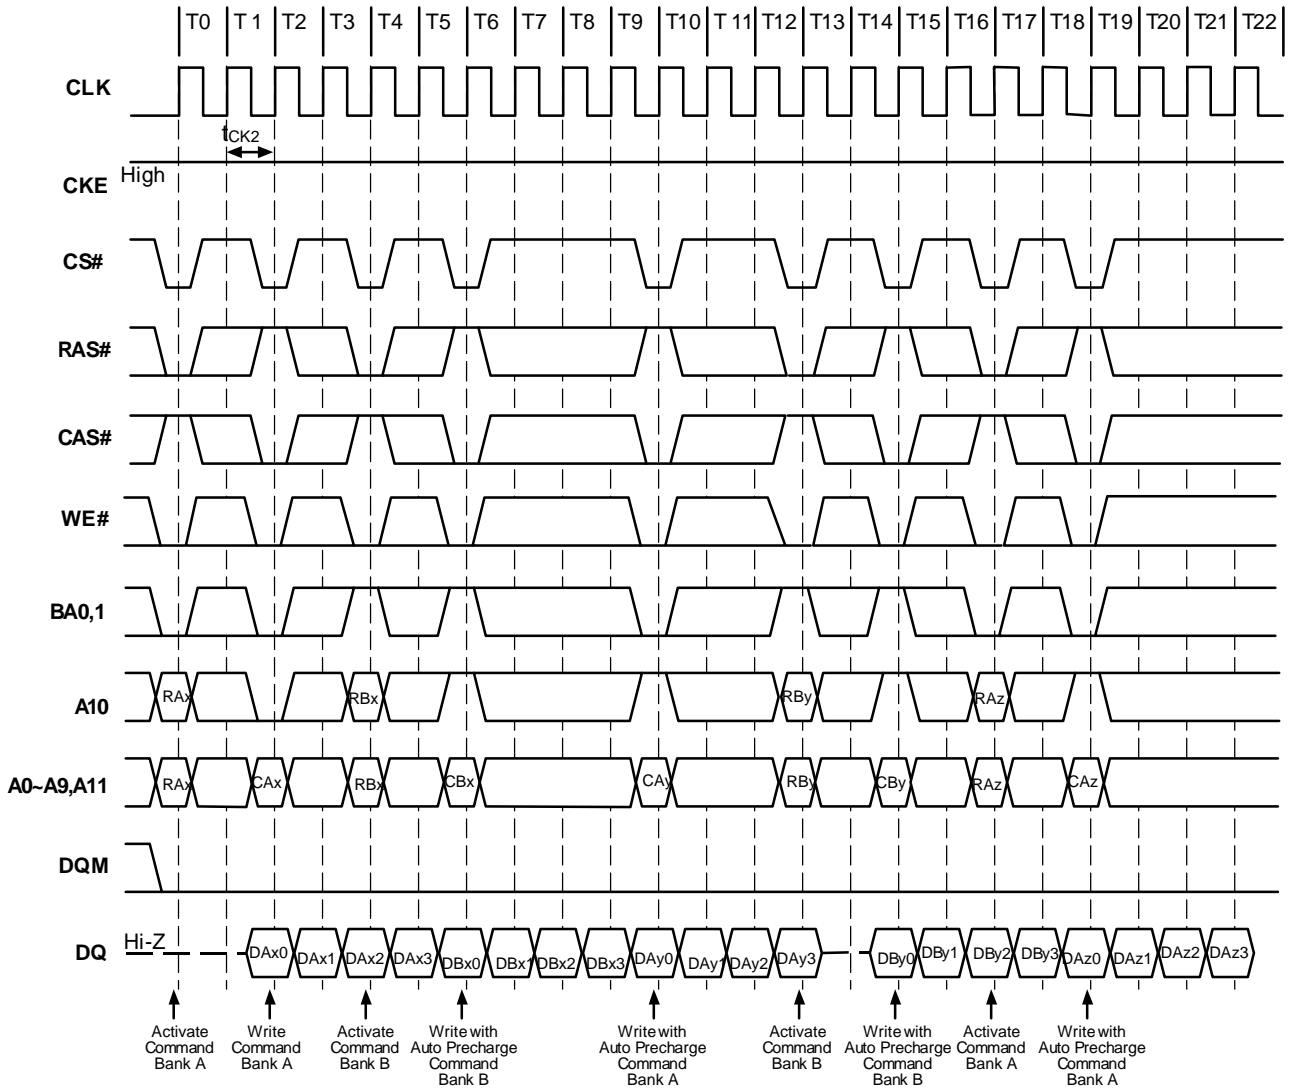 T0 T1 T2 T3 T4 T5 T6 T7 T8 T9 T10 T11 T12 T13 T14 T15 T16 T17 T18 T19 T20 T21 T22
CLK
tCK2
High
CKE
CS#
RAS#
CAS#
WE#
BA0,1
A10
RAx RBx RBy RAz
A0~A9,A11
RAx CAx RBx CBx CAy RBy CBy RAz CAz
DQM
DQ
Hi-Z
DAx0 DAx1 DAx2 DAx3 DBx0 DBx1 DBx2 DBx3 DAy0 DAy1 DAy2 DAy3 DBy0 DBy1 DBy2 DBy3 DAz0 DAz1 DAz2 DAz3
Activate
Command
Bank A
Write
Command
Bank A
Activate
Command
Bank B
Write with
Auto Precharge
Command
Bank B
Write with
Auto Precharge
Command
Bank A
Activate
Command
Bank B
Write with
Auto Precharge
Command
Bank B
Activate
Command
Bank A
Write with
Auto Precharge
Command
Bank A